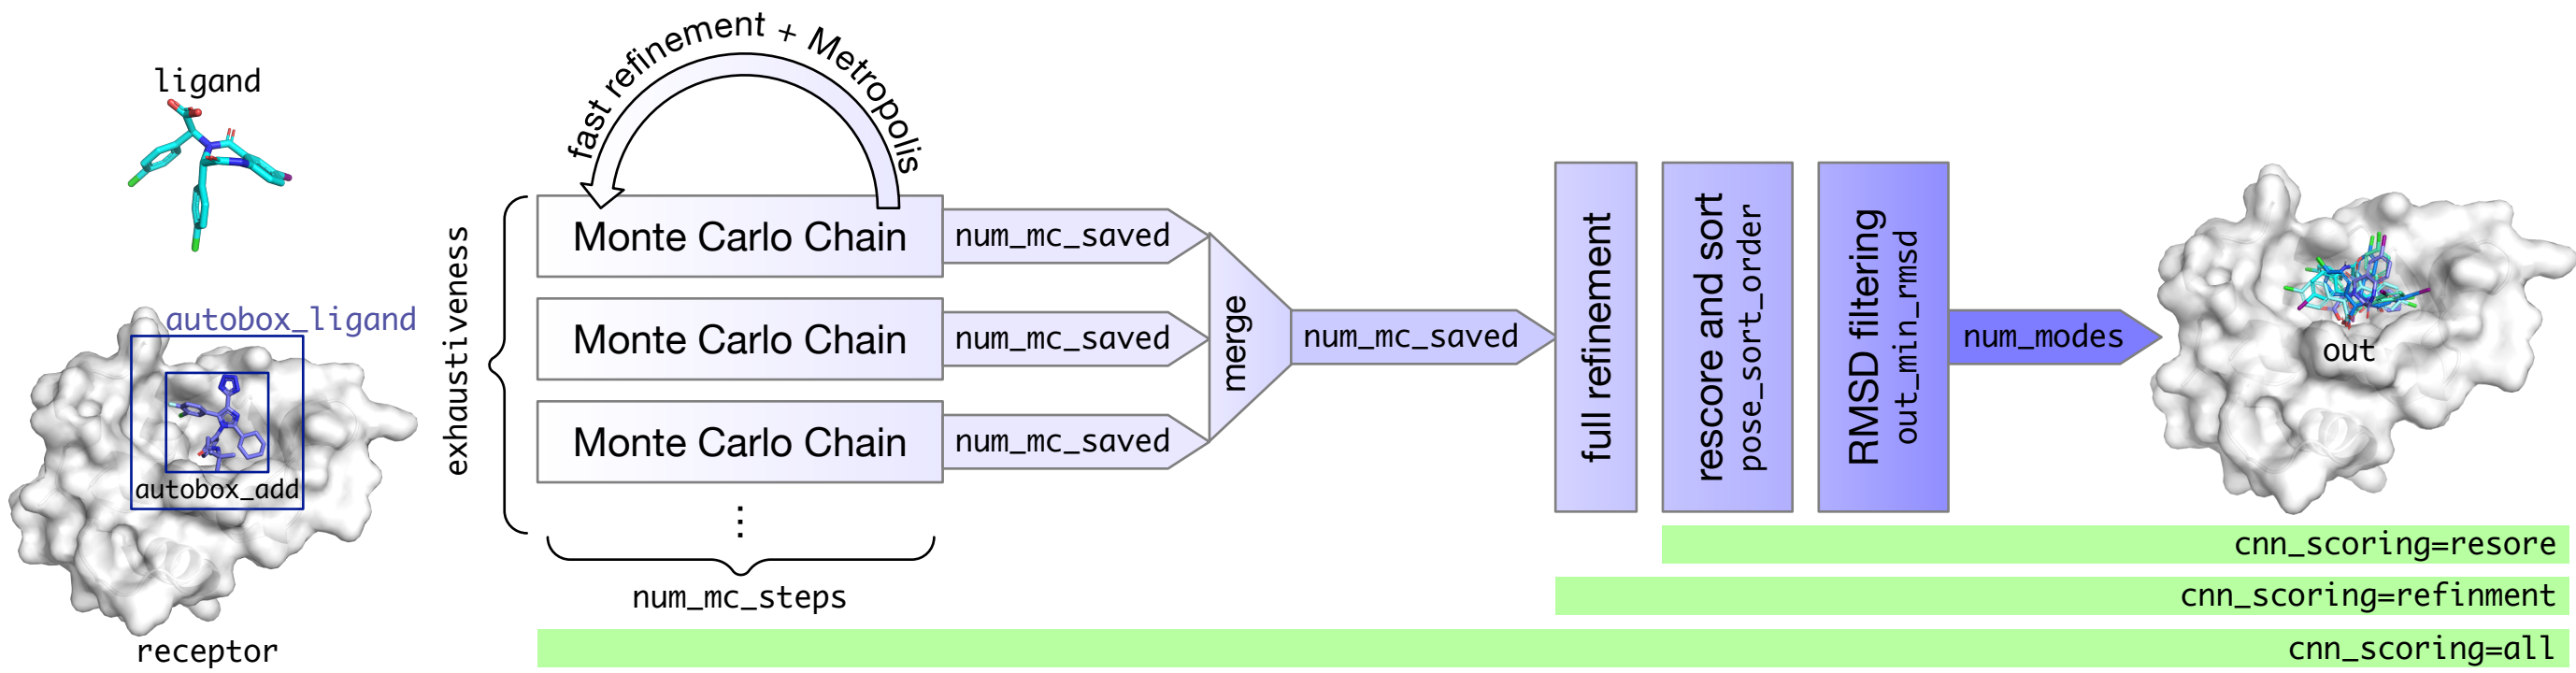 ligand
autobox_ligand
autobox_add
receptor
fast refinement + Metropolis
exhaustiveness
Monte Carlo Chain
num_mc_saved
Monte Carlo Chain
num_mc_saved
Monte Carlo Chain
num_mc_saved
⋮
num_mc_steps
merge
num_mc_saved
full refinement
rescore and sort
pose_sort_order
RMSD filtering
out_min_rmsd
num_modes
out
cnn_scoring=resore
cnn_scoring=refinment
cnn_scoring=all